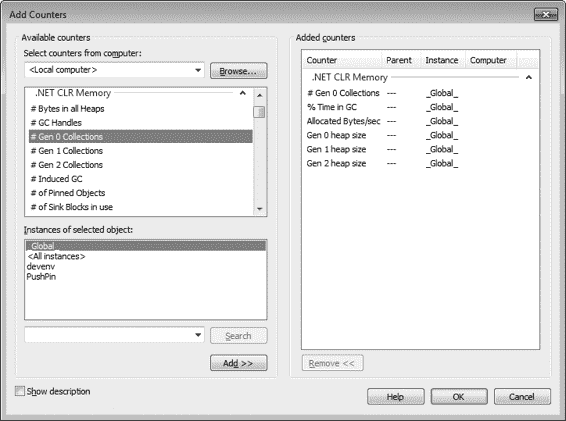 Add Counters
Available counters
Select counters from computer:
<Local computer>
Browse...
.NET CLR Memory
# Bytes in all Heaps
# GC Handles
# Gen 0 Collections
# Gen 1 Collections
# Gen 2 Collections
# Induced GC
# of Pinned Objects
# of Sink Blocks in use
Instances of selected object:
_Global_
<All instances>
devenv
PushPin
Search
Add >>
Show description
Added counters
Counter Parent Instance Computer
.NET CLR Memory
# Gen 0 Collections --- _Global_
% Time in GC --- _Global_
Allocated Bytes/sec --- _Global_
Gen 0 heap size --- _Global_
Gen 1 heap size --- _Global_
Gen 2 heap size --- _Global_
Remove <<
Help OK Cancel